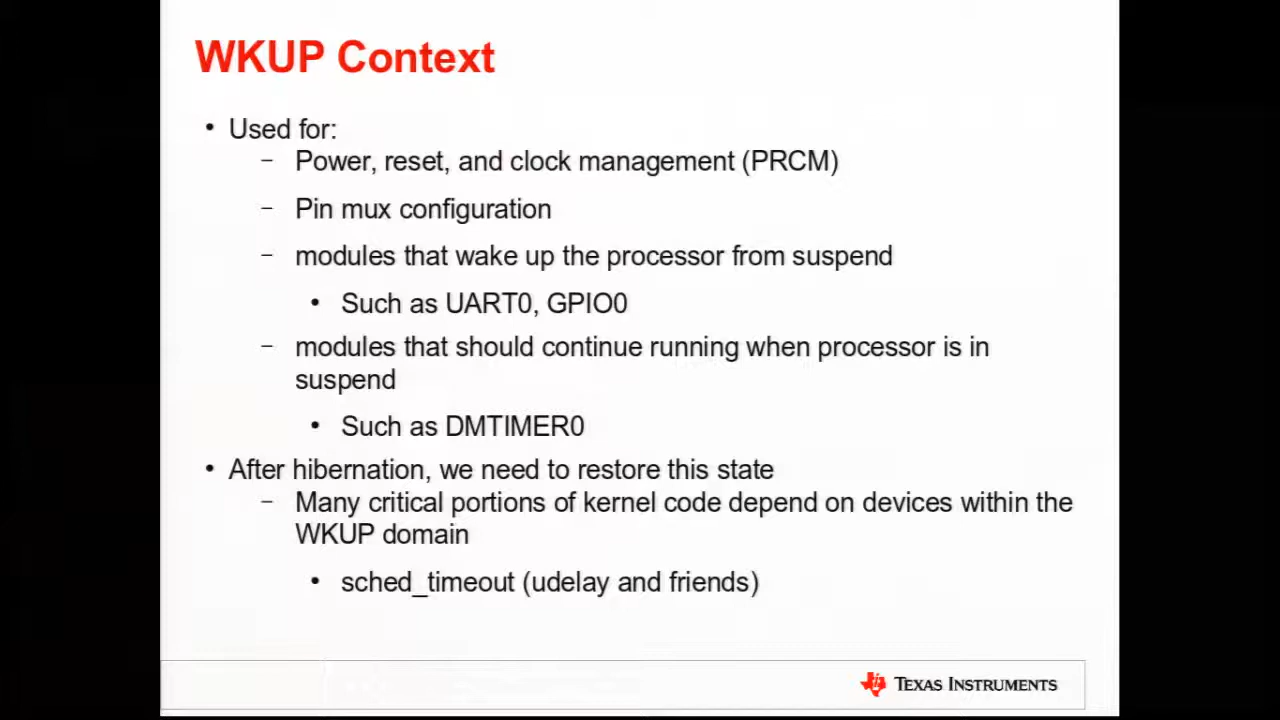 WKUP Context
• Used for:
– Power, reset, and clock management (PRCM)
– Pin mux configuration
– modules that wake up the processor from suspend
• Such as UART0, GPIO0
– modules that should continue running when processor is in
suspend
• Such as DMTIMER0
• After hibernation, we need to restore this state
– Many critical portions of kernel code depend on devices within the
WKUP domain
• sched_timeout (udelay and friends)
TEXAS INSTRUMENTS